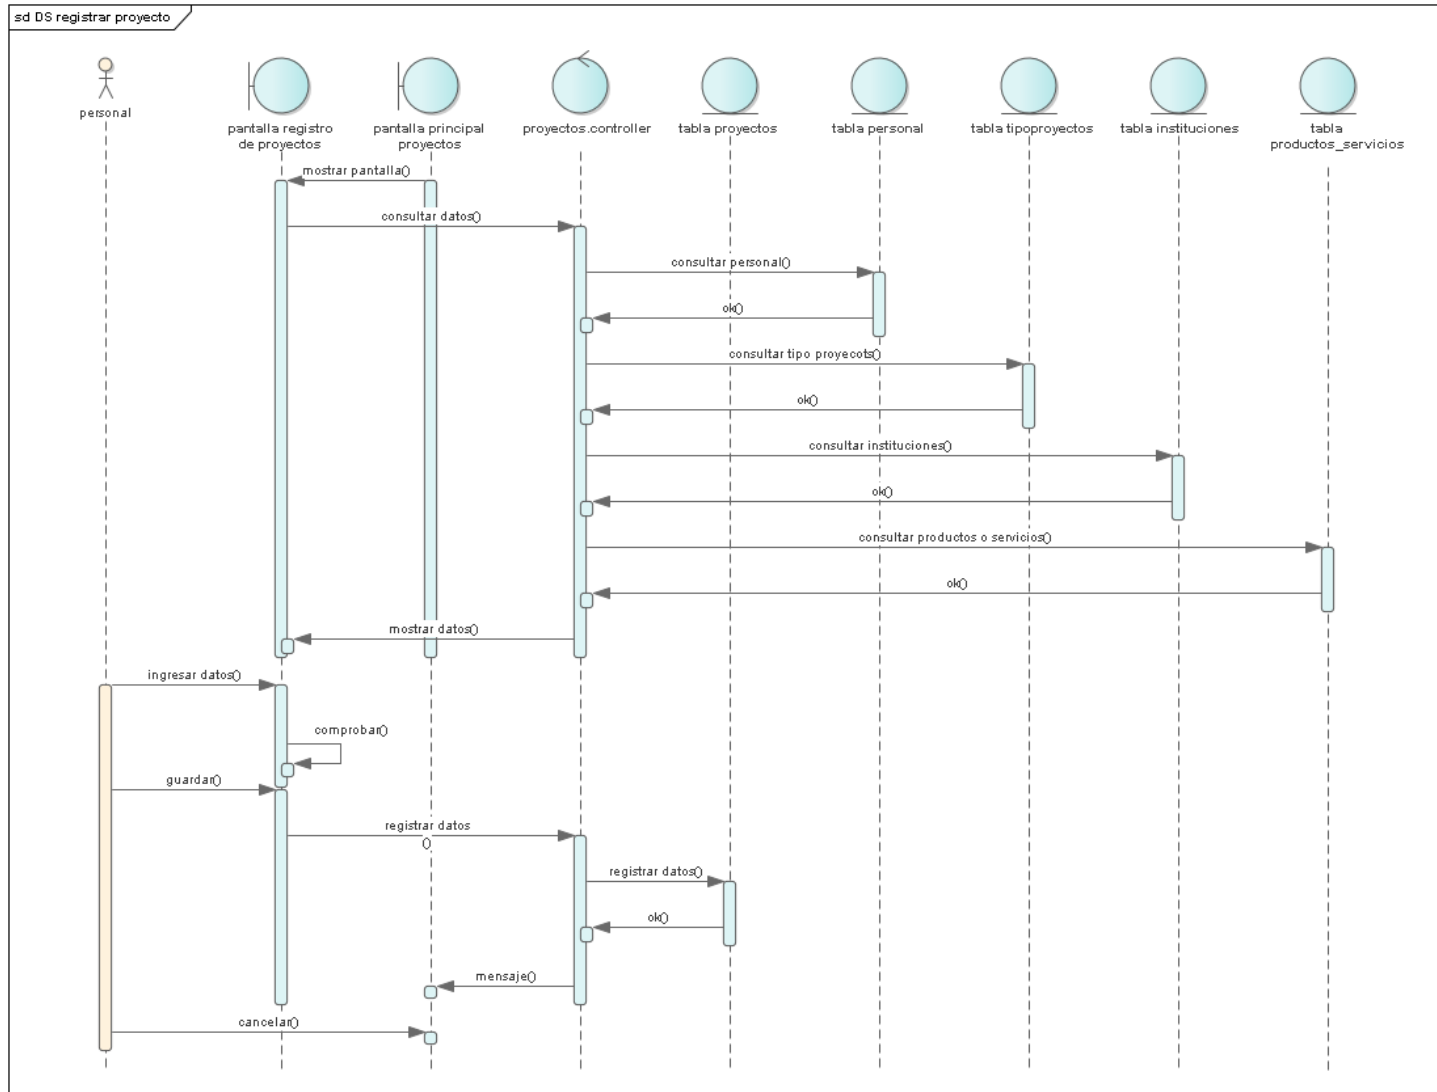 sd DS registrar proyecto
personal
pantalla registro
de proyectos
pantalla principal
proyectos
proyectos.controller
tabla proyectos
tabla personal
tabla tipoproyectos
tabla instituciones
tabla
productos_servicios
mostrar pantalla()
consultar datos()
consultar personal()
ok()
consultar tipo proyecots()
ok()
consultar instituciones()
ok()
consultar productos o servicios()
ok()
mostrar datos()
ingresar datos()
comprobar()
guardar()
registrar datos
()
registrar datos()
ok()
mensaje()
cancelar()